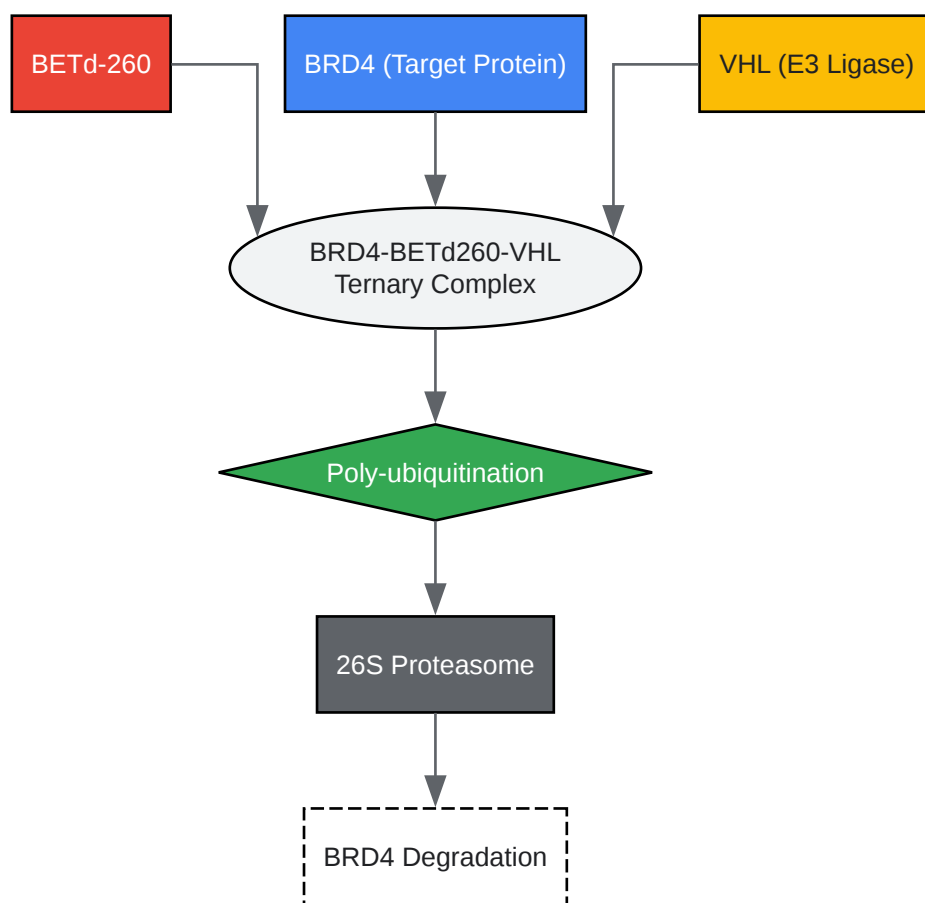 BETd-260
BRD4 (Target Protein)
VHL (E3 Ligase)
BRD4-BETd260-VHL
Ternary Complex
Poly-ubiquitination
26S Proteasome
BRD4 Degradation